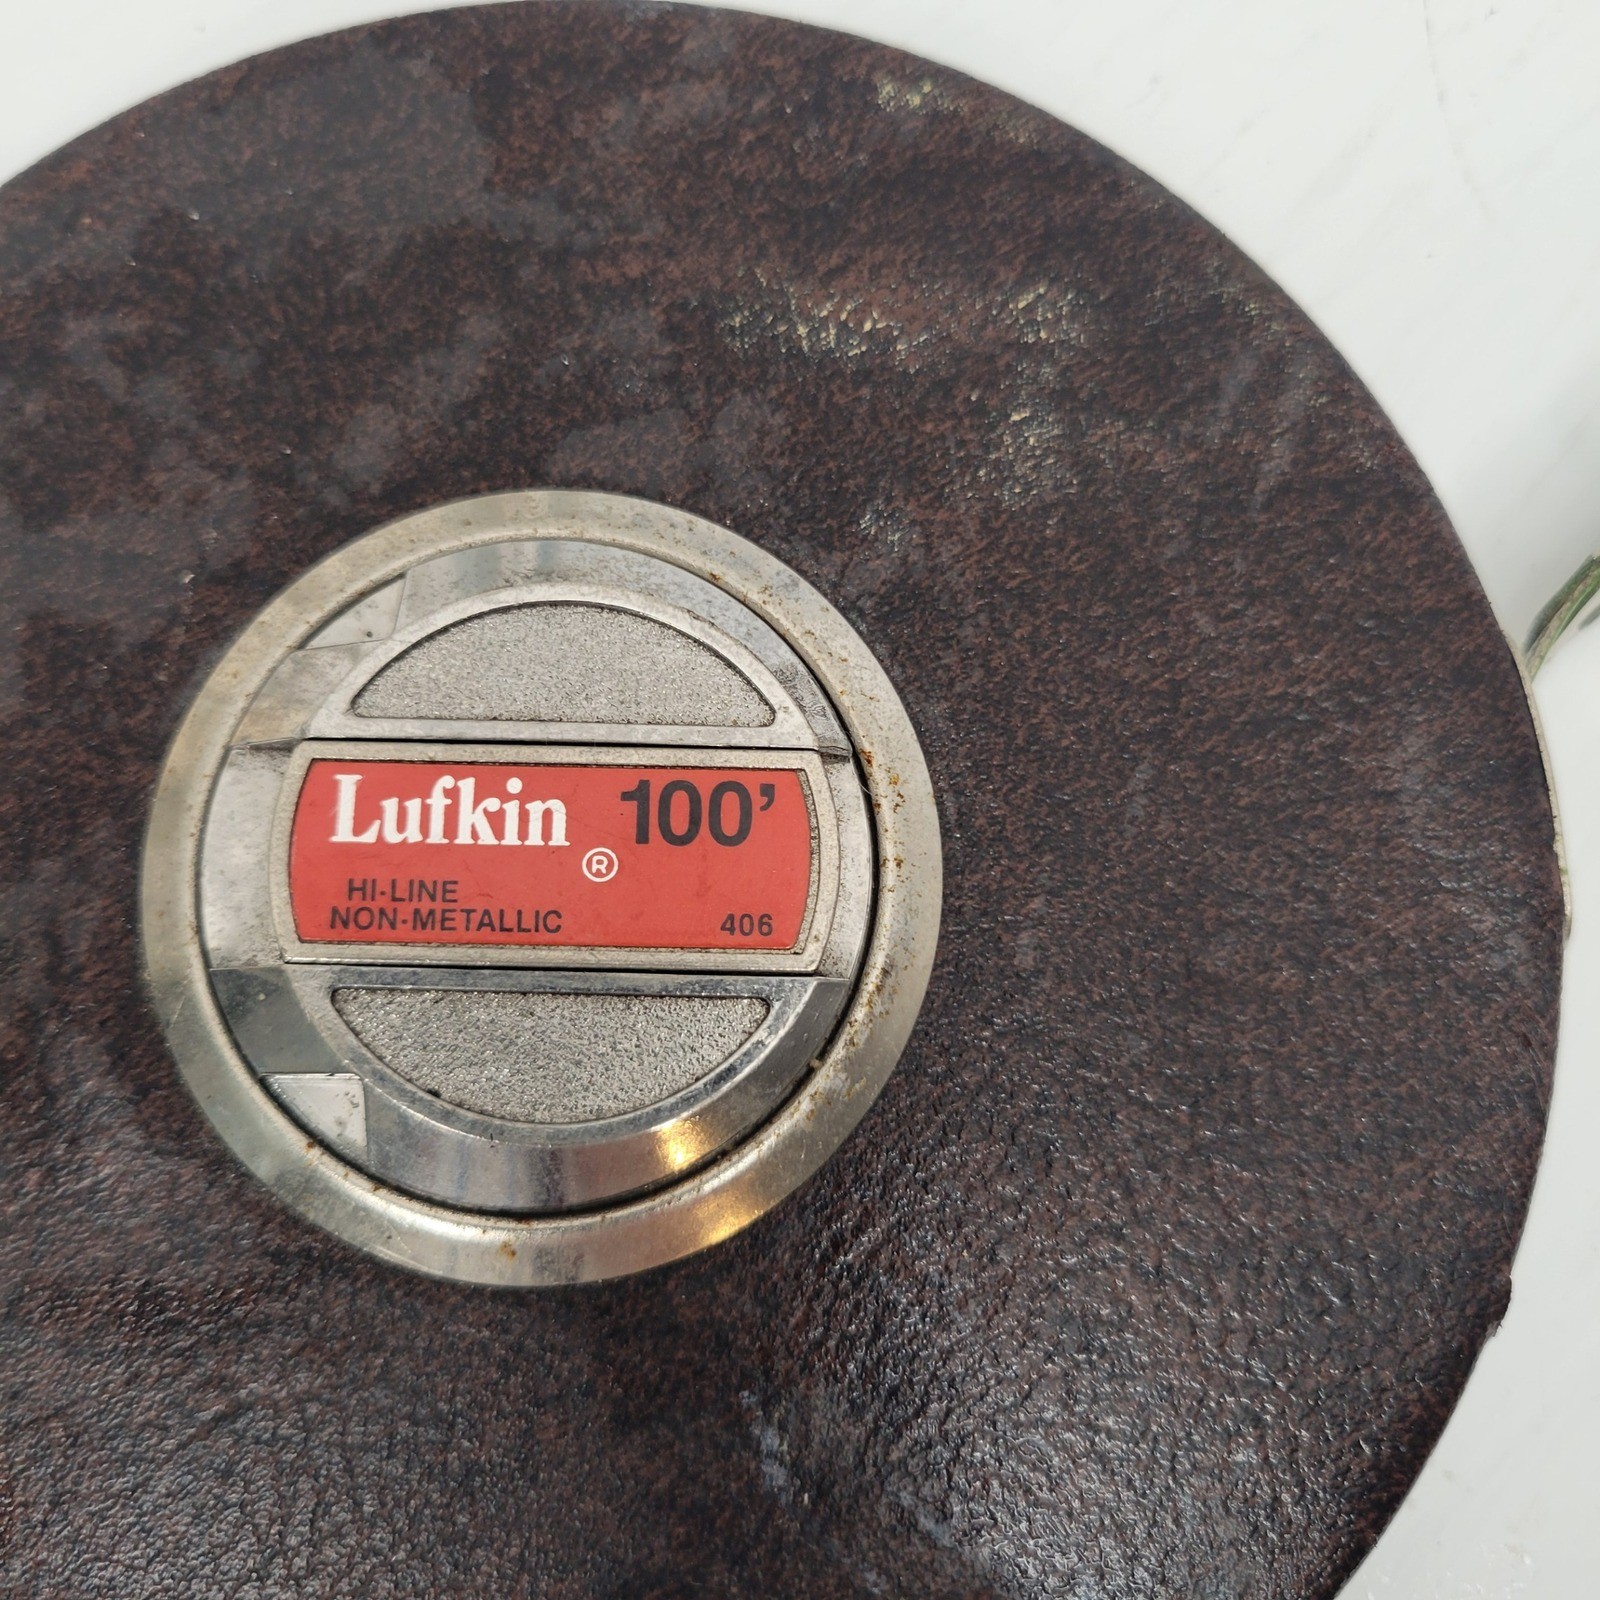 Lufkin® 100’
HI-LINE
NON-METALLIC 406